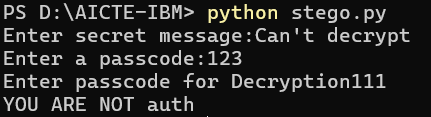 PS D:\AICTE-IBM> python stego.py
Enter secret message:Can't decrypt
Enter a passcode:123
Enter passcode for Decryption111
YOU ARE NOT auth